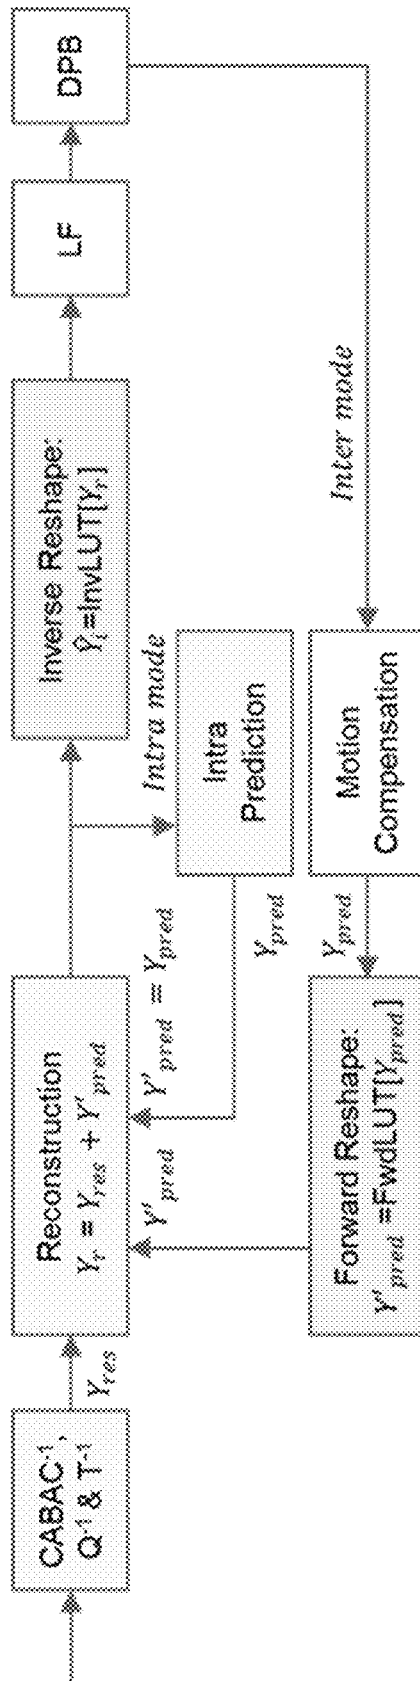 CABAC⁻¹,
Q⁻¹ & T⁻¹
Y_res
Reconstruction
Y_r = Y_res + Y'_pred
Inverse Reshape:
Ŷ_i=InvLUT[Y_r]
LF
DPB
Y'_pred
Y'_pred = Y_pred
Intra mode
Intra
Prediction
Y_pred
Inter mode
Forward Reshape:
Y'_pred =FwdLUT[Y_pred]
Y_pred
Motion
Compensation